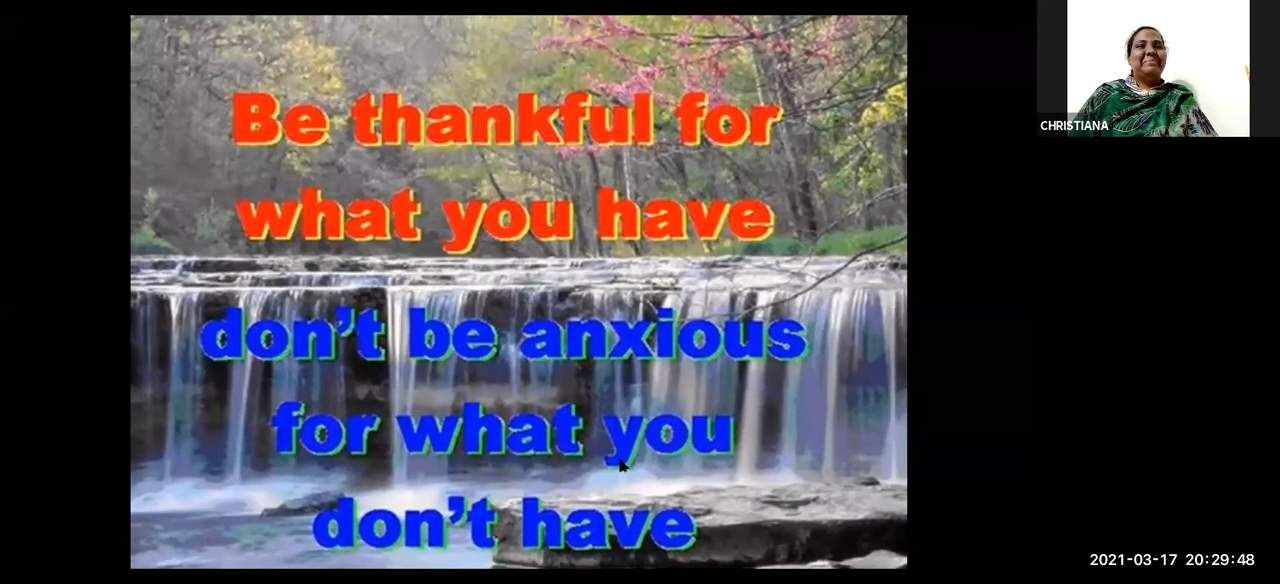 Be thankful for
what you have
don't be anxious
for what you
don't have
CHRISTIANA
2021-03-17 20:29:48